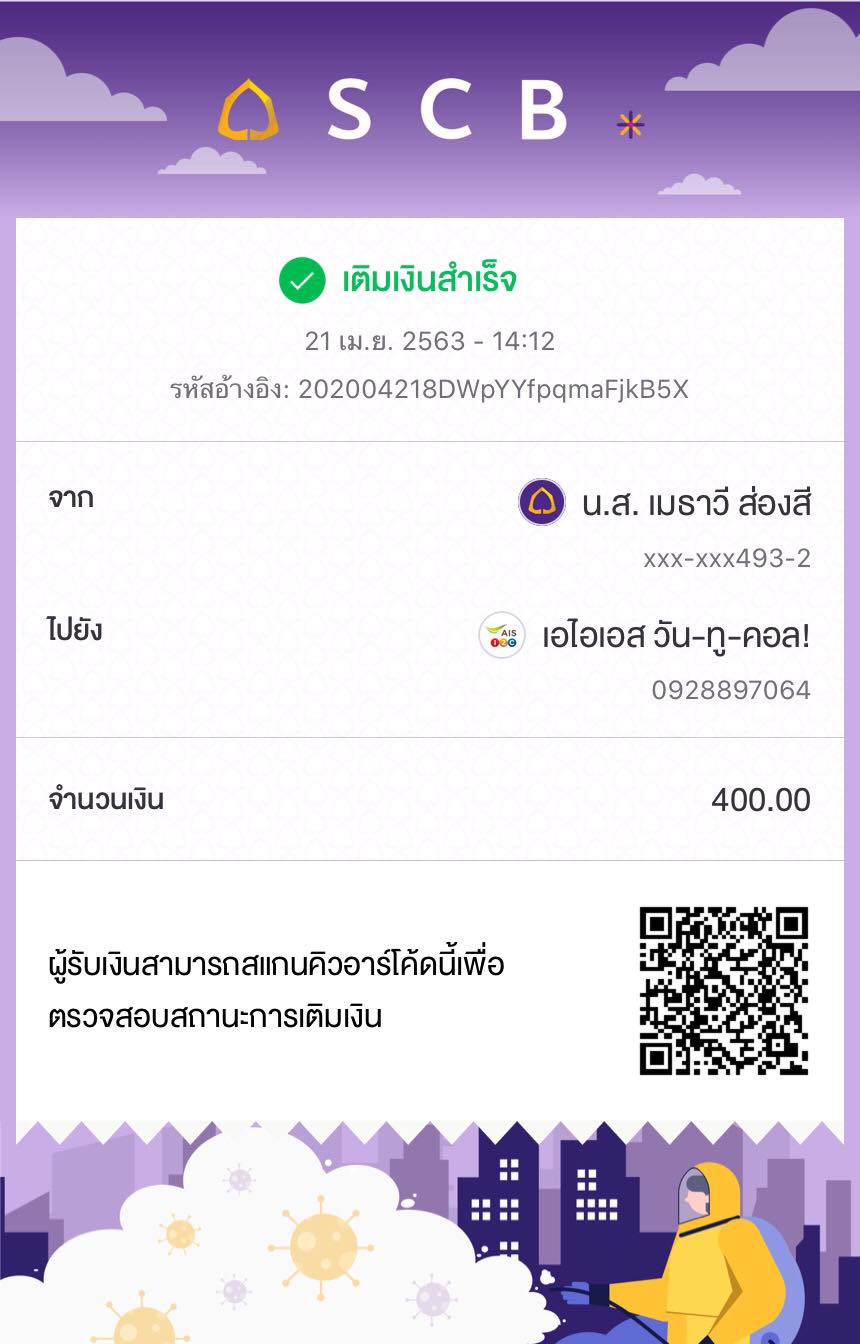 SCB
เติมเงินสำเร็จ
21 เม.ย. 2563 - 14:12
รหัสอ้างอิง: 202004218DWpYYfpqmaFjkB5X
จาก
น.ส. เมธาวี ส่องสี
xxx-xxx493-2
ไปยัง
AIS
12C
เอไอเอส วัน-ทู-คอล!
0928897064
จำนวนเงิน
400.00
ผู้รับเงินสามารถสแกนคิวอาร์โค้ดนี้เพื่อ
ตรวจสอบสถานะการเติมเงิน